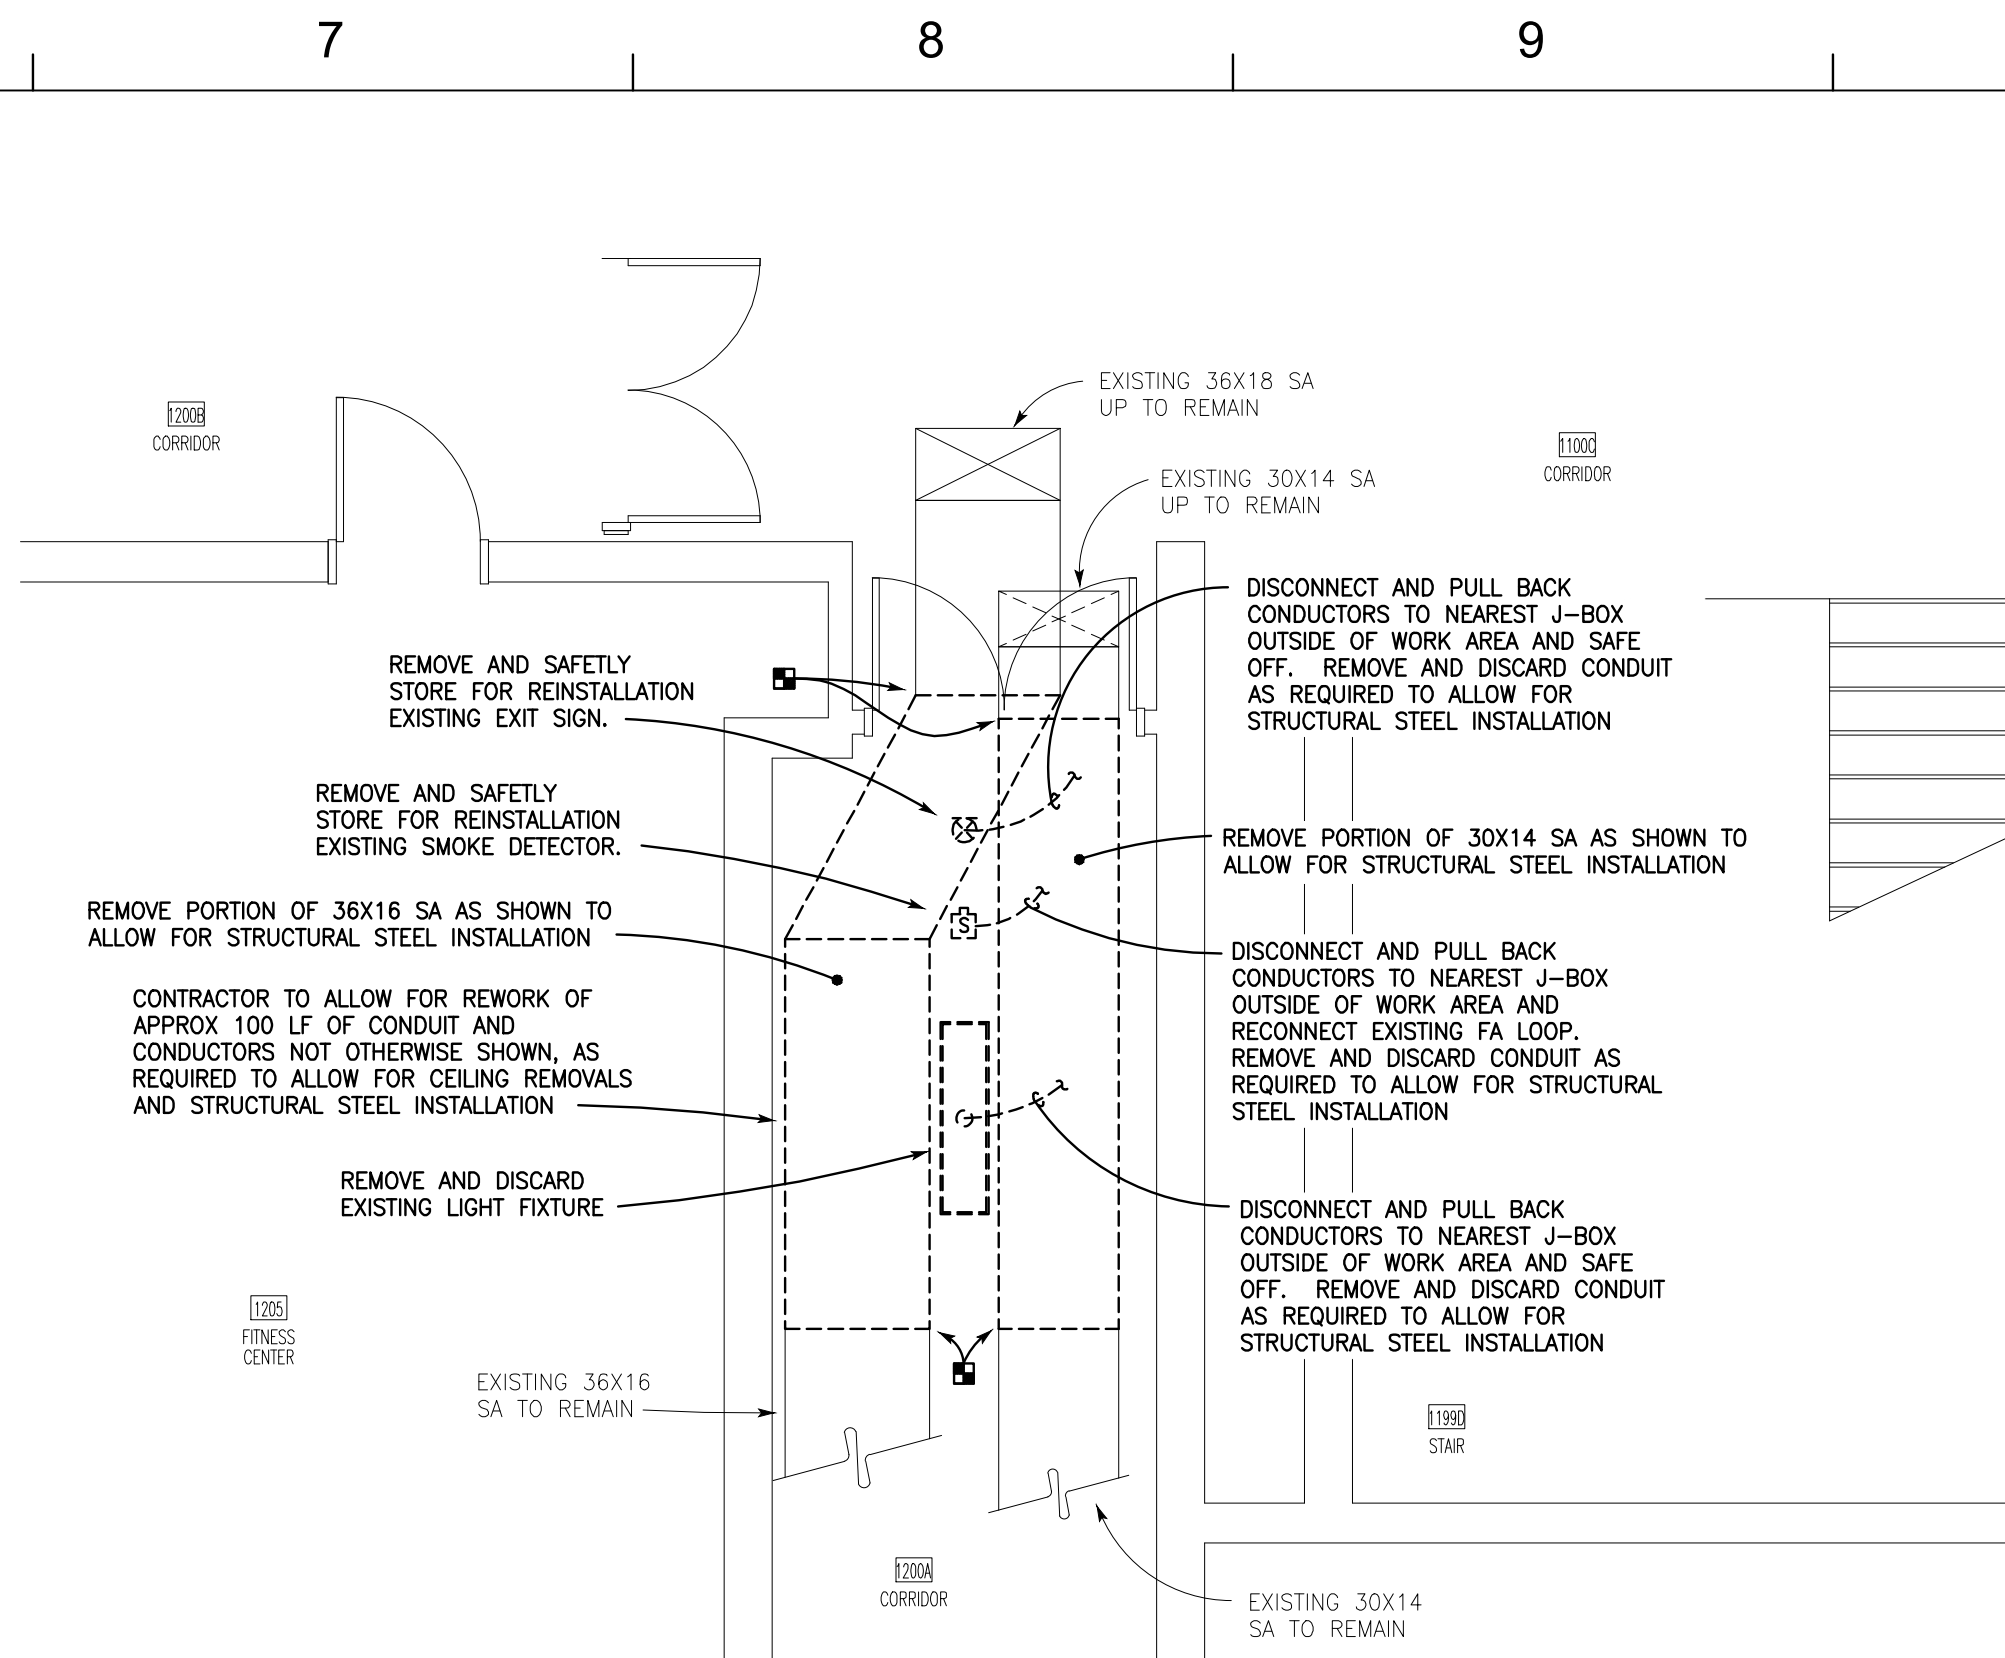 7
8
9
EXISTING 36X18 SA
UP TO REMAIN
1200B
CORRIDOR
1100C
CORRIDOR
EXISTING 30X14 SA
UP TO REMAIN
DISCONNECT AND PULL BACK
CONDUCTORS TO NEAREST J-BOX
OUTSIDE OF WORK AREA AND SAFE
OFF. REMOVE AND DISCARD CONDUIT
AS REQUIRED TO ALLOW FOR
STRUCTURAL STEEL INSTALLATION
REMOVE AND SAFETLY
STORE FOR REINSTALLATION
EXISTING EXIT SIGN.
REMOVE AND SAFETLY
STORE FOR REINSTALLATION
EXISTING SMOKE DETECTOR.
REMOVE PORTION OF 30X14 SA AS SHOWN TO
ALLOW FOR STRUCTURAL STEEL INSTALLATION
REMOVE PORTION OF 36X16 SA AS SHOWN TO
ALLOW FOR STRUCTURAL STEEL INSTALLATION
S
DISCONNECT AND PULL BACK
CONDUCTORS TO NEAREST J-BOX
OUTSIDE OF WORK AREA AND
RECONNECT EXISTING FA LOOP.
REMOVE AND DISCARD CONDUIT AS
REQUIRED TO ALLOW FOR STRUCTURAL
STEEL INSTALLATION
CONTRACTOR TO ALLOW FOR REWORK OF
APPROX 100 LF OF CONDUIT AND
CONDUCTORS NOT OTHERWISE SHOWN, AS
REQUIRED TO ALLOW FOR CEILING REMOVALS
AND STRUCTURAL STEEL INSTALLATION
REMOVE AND DISCARD
EXISTING LIGHT FIXTURE
DISCONNECT AND PULL BACK
CONDUCTORS TO NEAREST J-BOX
OUTSIDE OF WORK AREA AND SAFE
OFF. REMOVE AND DISCARD CONDUIT
AS REQUIRED TO ALLOW FOR
STRUCTURAL STEEL INSTALLATION
1205
FITNESS
CENTER
EXISTING 36X16
SA TO REMAIN
1199D
STAIR
1200A
CORRIDOR
EXISTING 30X14
SA TO REMAIN